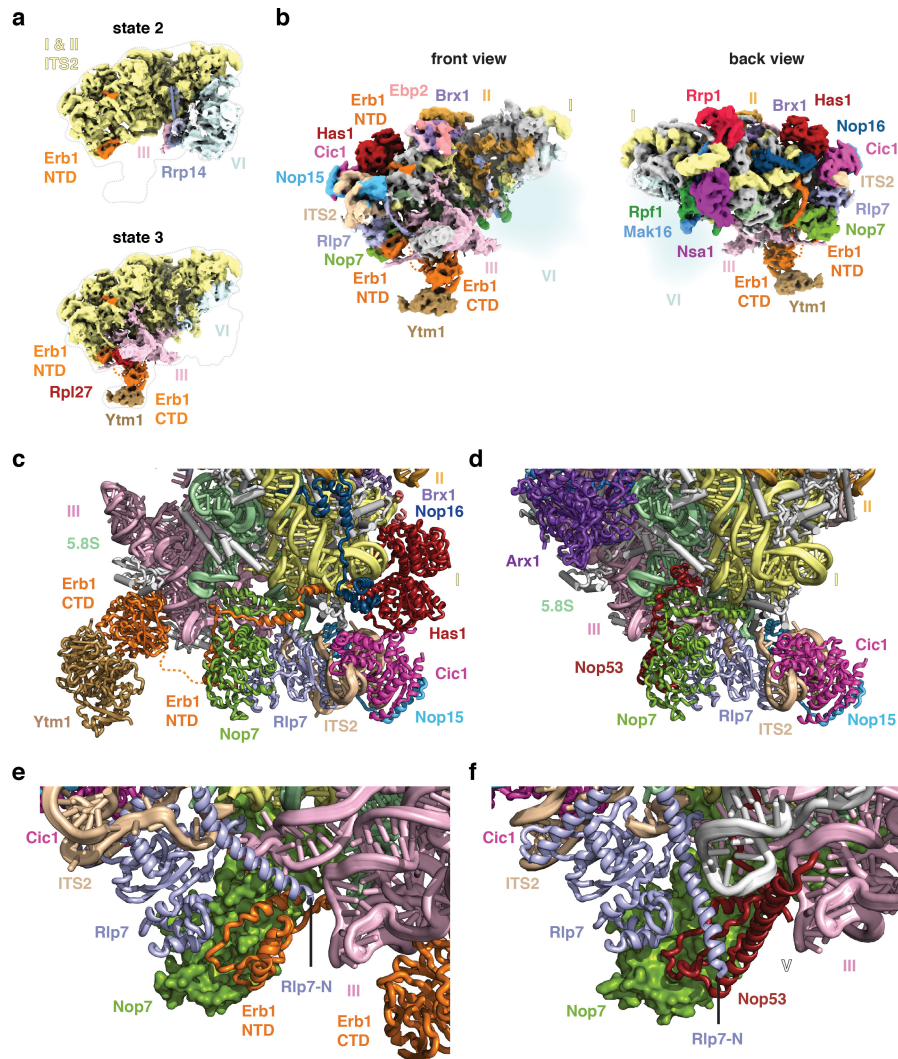 a
state 2
I & II
ITS2
Erb1
NTD
III
Rrp14
VI
state 3
Erb1
NTD
Rpl27
III
VI
Ytm1
Erb1
CTD
b
front view
Erb1
NTD
Ebp2
Brx1
II
I
Has1
Cic1
Nop15
ITS2
Rlp7
Nop7
Erb1
NTD
Erb1
CTD
III
VI
Ytm1
back view
I
Rrp1
II
Brx1
Has1
Nop16
Cic1
ITS2
Rlp7
Nop7
Rpf1
Mak16
Nsa1
III
VI
Erb1
CTD
Erb1
NTD
Ytm1
c
III
5.8S
Erb1
CTD
Ytm1
Erb1
NTD
Nop7
Rlp7
ITS2
II
Brx1
Nop16
I
Has1
Cic1
Nop15
d
II
Arx1
I
5.8S
III
Nop53
Nop7
Rlp7
ITS2
Cic1
Nop15
e
Cic1
ITS2
Rlp7
Nop7
Erb1
NTD
Rlp7-N
III
Erb1
CTD
f
Cic1
ITS2
Rlp7
Nop7
Nop53
Rlp7-N
V
III